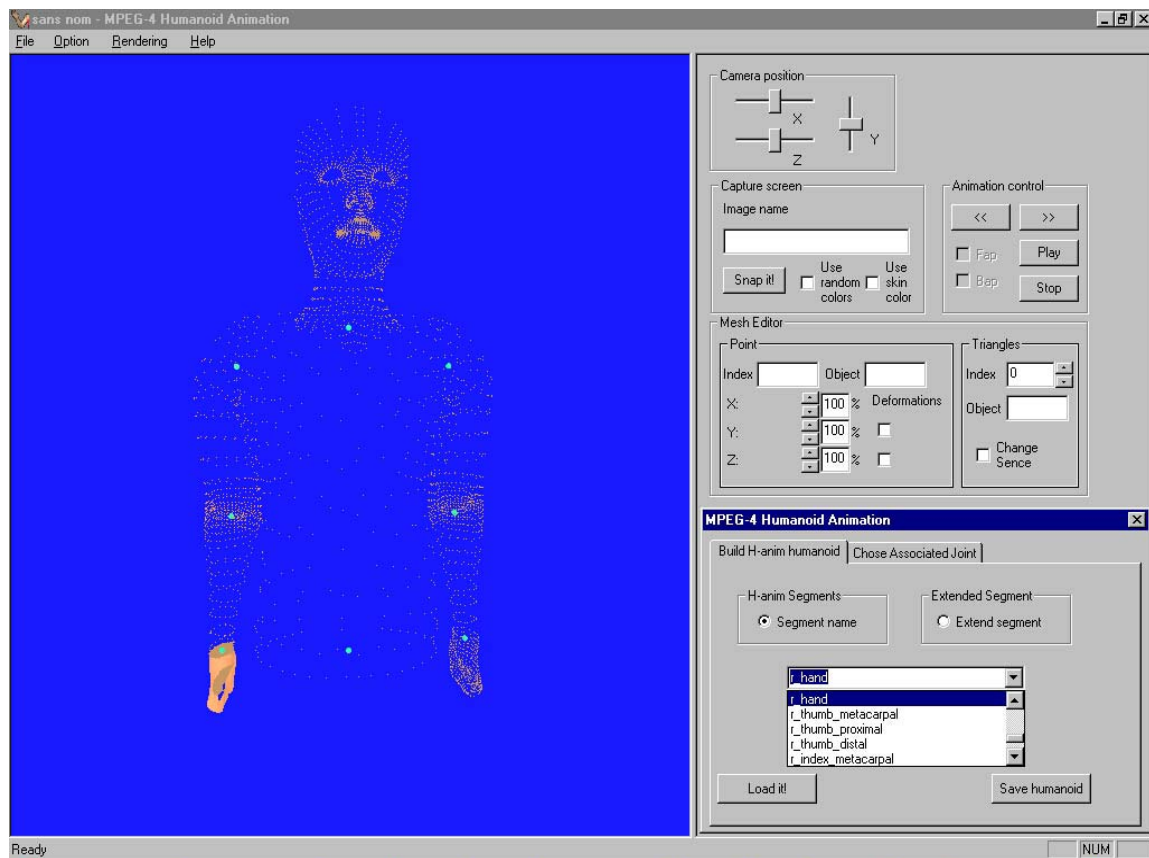 sans nom - MPEG-4 Humanoid Animation
File Option Rendering Help
Camera position
X
Y
Z
Capture screen
Image name
Snap it!
Use random colors
Use skin color
Animation control
<< >>
Fap
Play
Bap
Stop
Mesh Editor
Point
Index
Object
X: 100 % Deformations
Y: 100 %
Z: 100 %
Triangles
Index 0
Object
Change Sence
MPEG-4 Humanoid Animation
Build H-anim humanoid
Chose Associated Joint
H-anim Segments
Segment name
Extended Segment
Extend segment
r_hand
r_hand
r_thumb_metacarpal
r_thumb_proximal
r_thumb_distal
r_index_metacarpal
Load it!
Save humanoid
Ready
NUM